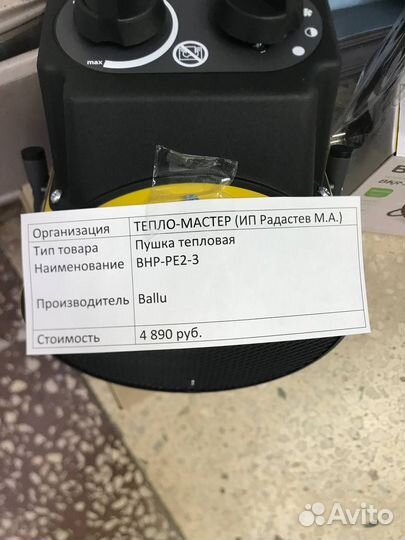 max
Организация ТЕПЛО-МАСТЕР (ИП Радастев М.А.)
Тип товара Пушка тепловая
Наименование BHP-PE2-3
Производитель Ballu
Стоимость 4 890 руб.
Avito